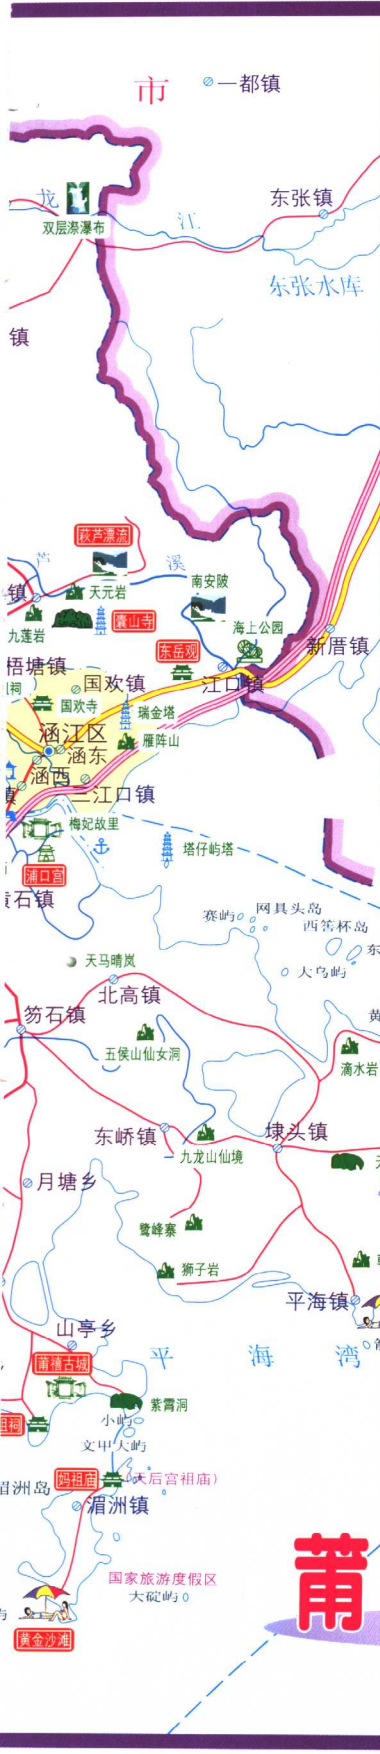 市
一都镇
龙
东张镇
双层漈瀑布
江
东张水库
镇
萩芦漂流
芦
溪
南安陂
镇
天元岩
九莲岩
囊山寺
海上公园
新厝镇
东岳观
梧塘镇
祖祠
国欢镇
江口镇
国欢寺
瑞金塔
涵江区
雁阵山
涵东
涵西
三江口镇
镇
梅妃故里
塔仔屿塔
浦口宫
黄石镇
赛屿
网具头岛
西筶杯岛
东
天马晴岚
大乌屿
北高镇
笏石镇
黄
五侯山仙女洞
滴水岩
东峤镇
埭头镇
九龙山仙境
天
月塘乡
鹭峰寨
狮子岩
平海镇
山亭乡
平
海
湾
莆禧古城
紫霄洞
祖祠
小屿
文甲大屿
妈祖庙
(天后宫祖庙)
湄洲岛
湄洲镇
国家旅游度假区
大碇屿
屿
黄金沙滩
莆